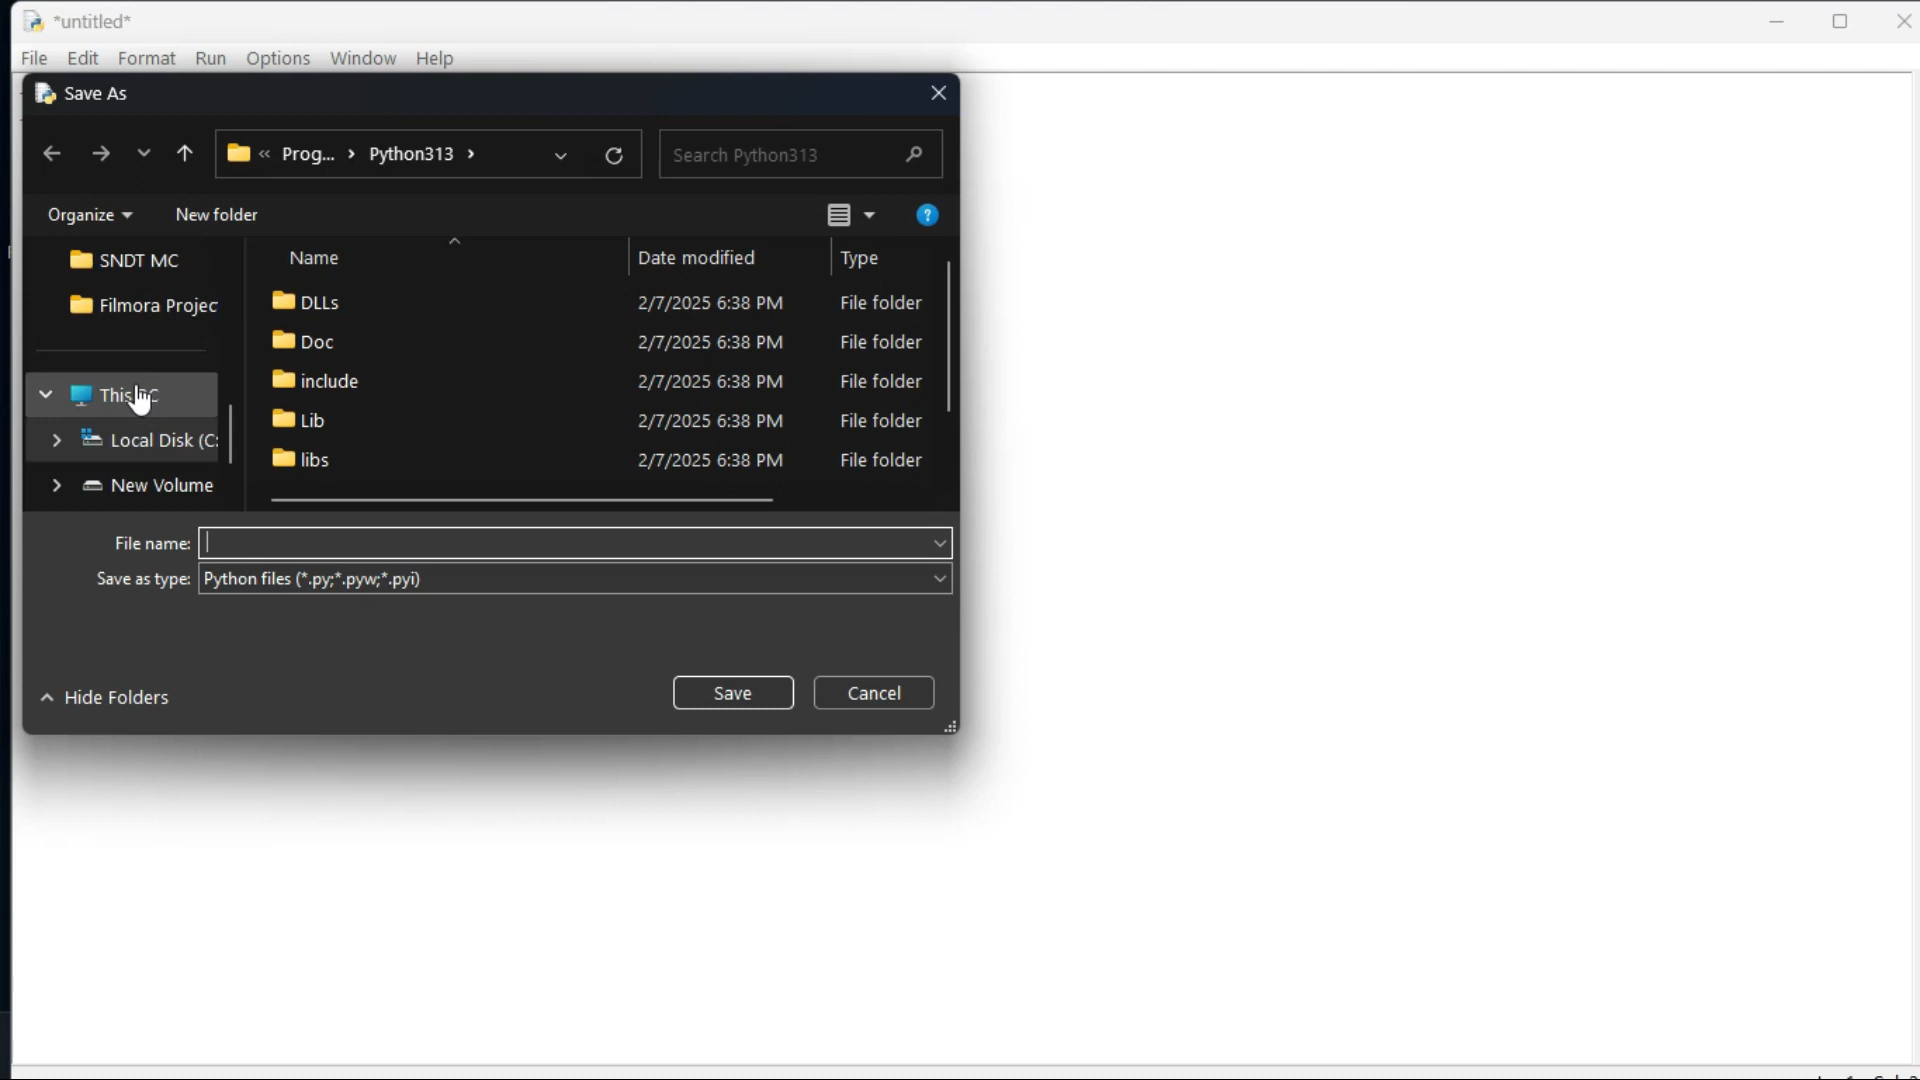 *untitled*
File Edit Format Run Options Window Help
Save As
« Prog... › Python313 ›
Search Python313
Organize New folder
SNDT MC
Filmora Projec
This
Local Disk (C:
New Volume
Name Date modified Type
DLLs 2/7/2025 6:38 PM File folder
Doc 2/7/2025 6:38 PM File folder
include 2/7/2025 6:38 PM File folder
Lib 2/7/2025 6:38 PM File folder
libs 2/7/2025 6:38 PM File folder
File name:
Save as type: Python files (*.py;*.pyw;*.pyi)
Hide Folders
Save Cancel